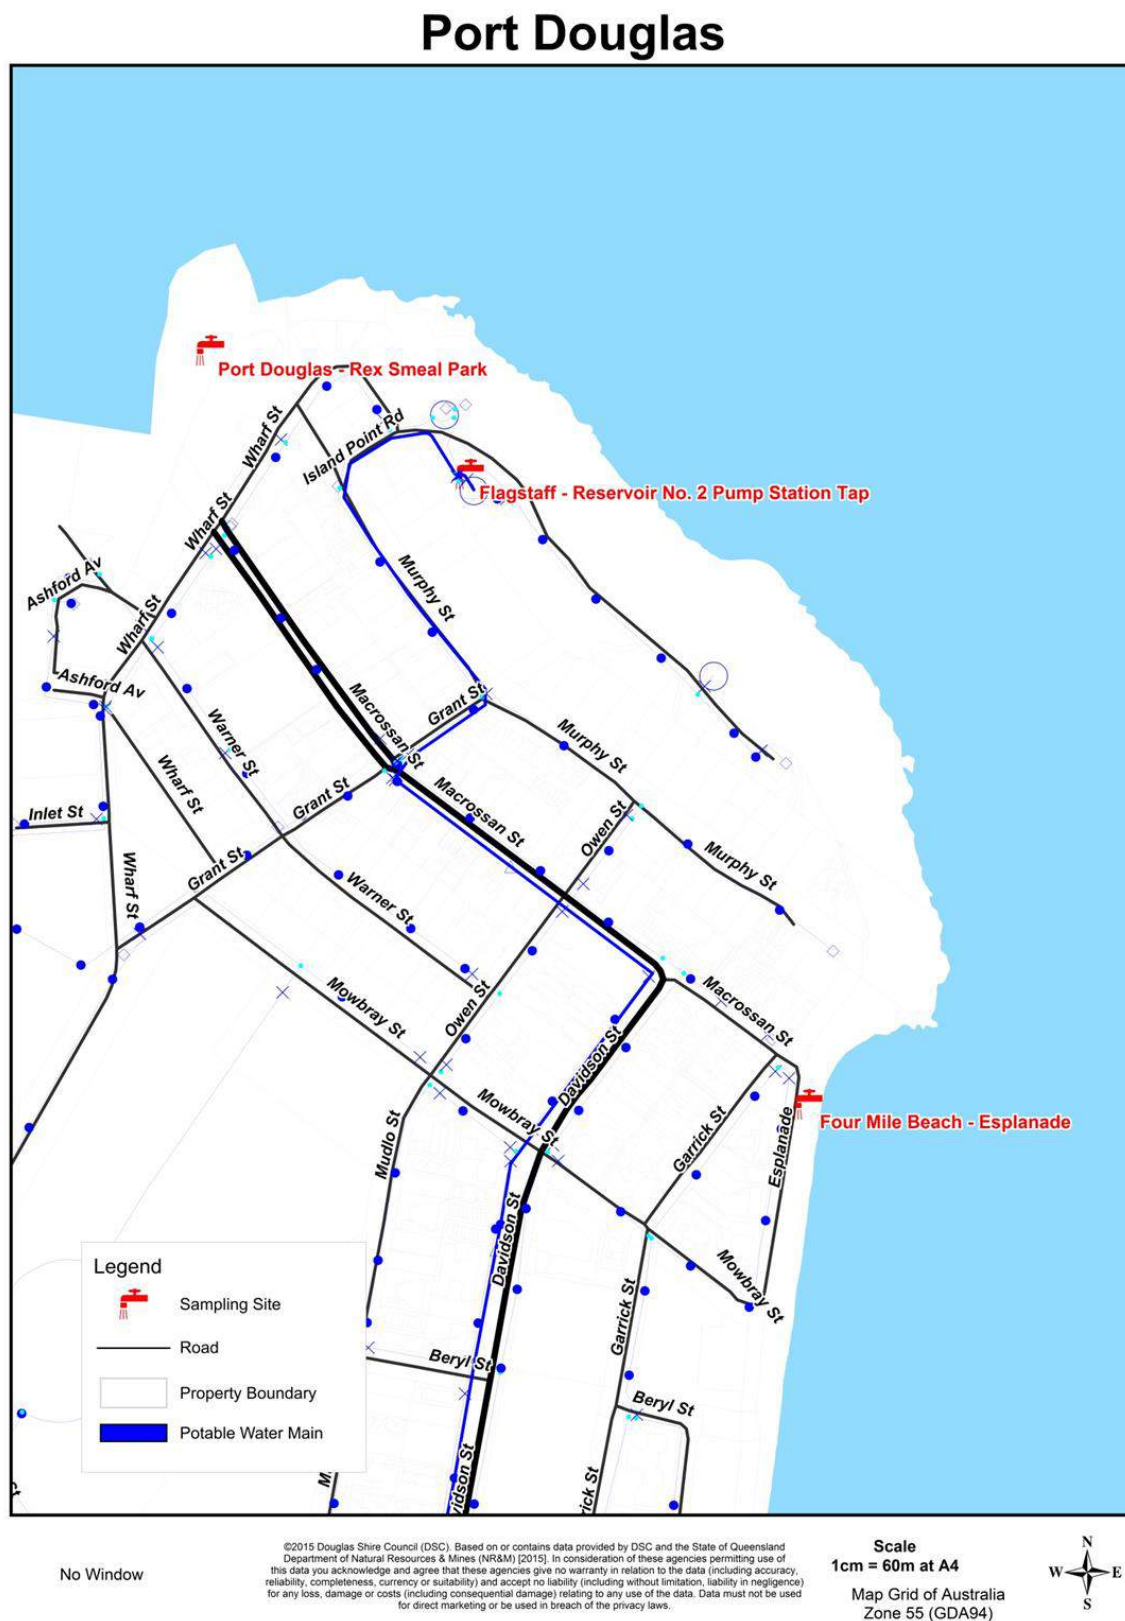 Port Douglas
Port Douglas - Rex Smeal Park
Wharf St
Island Point Rd
Flagstaff - Reservoir No. 2 Pump Station Tap
Wharf St
Ashford Av
Murphy St
Wharf St
Ashford Av
Macrossan St
Grant St
Warner St
Murphy St
Wharf St
Macrossan St
Grant St
Owen St
Inlet St
Murphy St
Wharf St
Grant St
Warner St
Mowbray St
Owen St
Macrossan St
Davidson St
Four Mile Beach - Esplanade
Mowbray St
Mudlo St
Garrick St
Esplanade
Davidson St
Mowbray St
Garrick St
Beryl St
Beryl St
vidson St
rick St
Legend
Sampling Site
Road
Property Boundary
Potable Water Main
No Window
©2015 Douglas Shire Council (DSC). Based on or contains data provided by DSC and the State of Queensland
Department of Natural Resources & Mines (NR&M) [2015]. In consideration of these agencies permitting use of
this data you acknowledge and agree that these agencies give no warranty in relation to the data (including accuracy,
reliability, completeness, currency or suitability) and accept no liability (including without limitation, liability in negligence)
for any loss, damage or costs (including consequential damage) relating to any use of the data. Data must not be used
for direct marketing or be used in breach of the privacy laws.
Scale
1cm = 60m at A4
Map Grid of Australia
Zone 55 (GDA94)
N
W
E
S